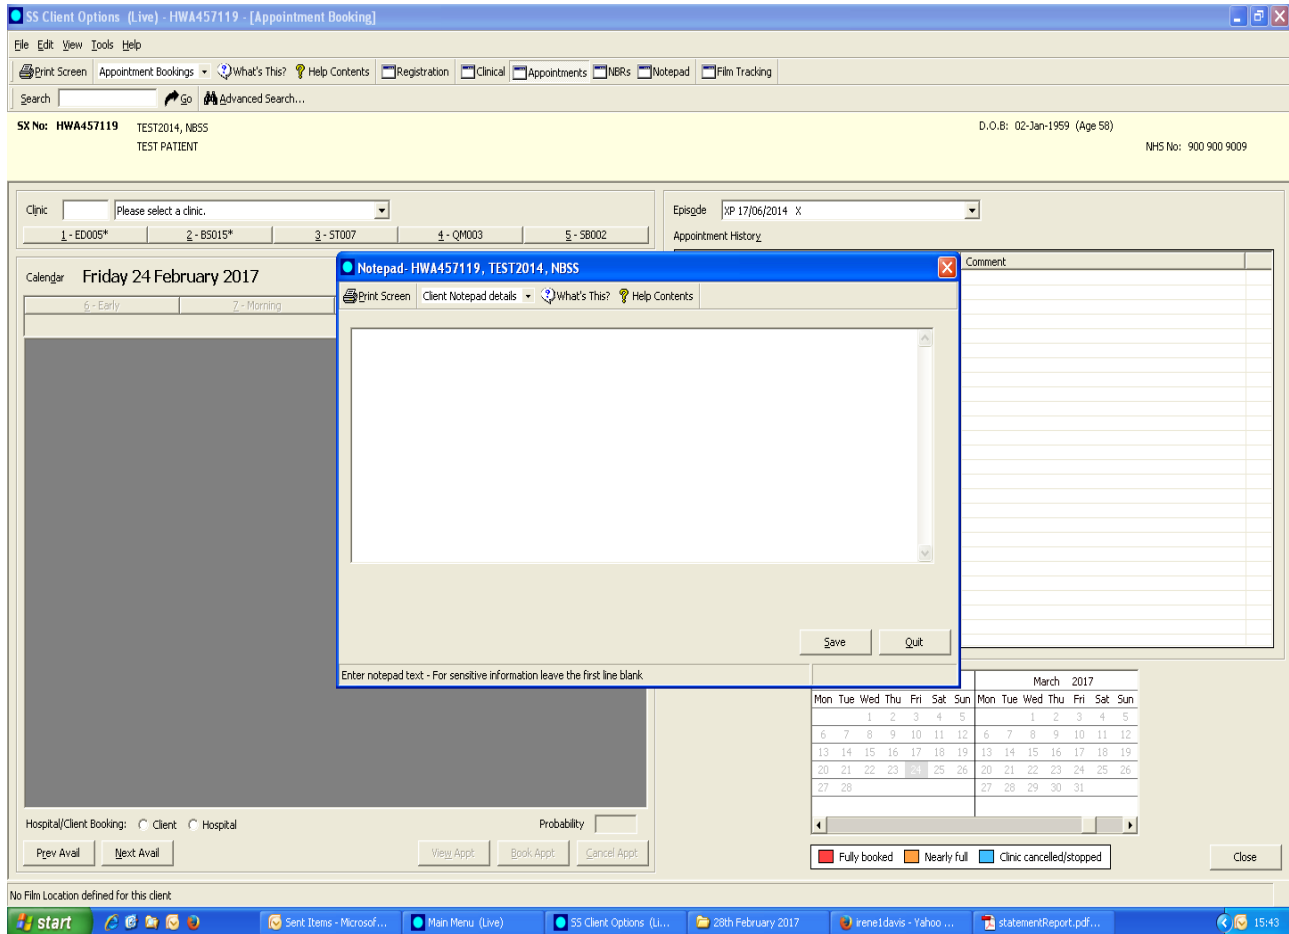 SS Client Options (Live) - HWA457119 - [Appointment Booking]
File Edit View Tools Help
Print Screen Appointment Bookings What's This? Help Contents Registration Clinical Appointments NBRs Notepad Film Tracking
Search Go Advanced Search...
SX No: HWA457119 TEST2014, NBSS D.O.B: 02-Jan-1959 (Age 58)
TEST PATIENT NHS No: 900 900 9009
Clinic Please select a clinic.
1 - ED005* 2 - BS015* 3 - ST007 4 - QM003 5 - SB002
Episode XP 17/06/2014 X
Appointment History
Comment
Calendar Friday 24 February 2017
6 - Early 7 - Morning
Notepad- HWA457119, TEST2014, NBSS
Print Screen Client Notepad details What's This? Help Contents
Save Quit
Enter notepad text - For sensitive information leave the first line blank
March 2017
Mon Tue Wed Thu Fri Sat Sun Mon Tue Wed Thu Fri Sat Sun
1 2 3 4 5 1 2 3 4 5
6 7 8 9 10 11 12 6 7 8 9 10 11 12
13 14 15 16 17 18 19 13 14 15 16 17 18 19
20 21 22 23 24 25 26 20 21 22 23 24 25 26
27 28 27 28 29 30 31
Hospital/Client Booking: Client Hospital Probability
Prev Avail Next Avail View Appt Book Appt Cancel Appt
Fully booked Nearly full Clinic cancelled/stopped Close
No Film Location defined for this client
start Sent Items - Microsof... Main Menu (Live) SS Client Options (Li... 28th February 2017 irene1davis - Yahoo ... statementReport.pdf... 15:43